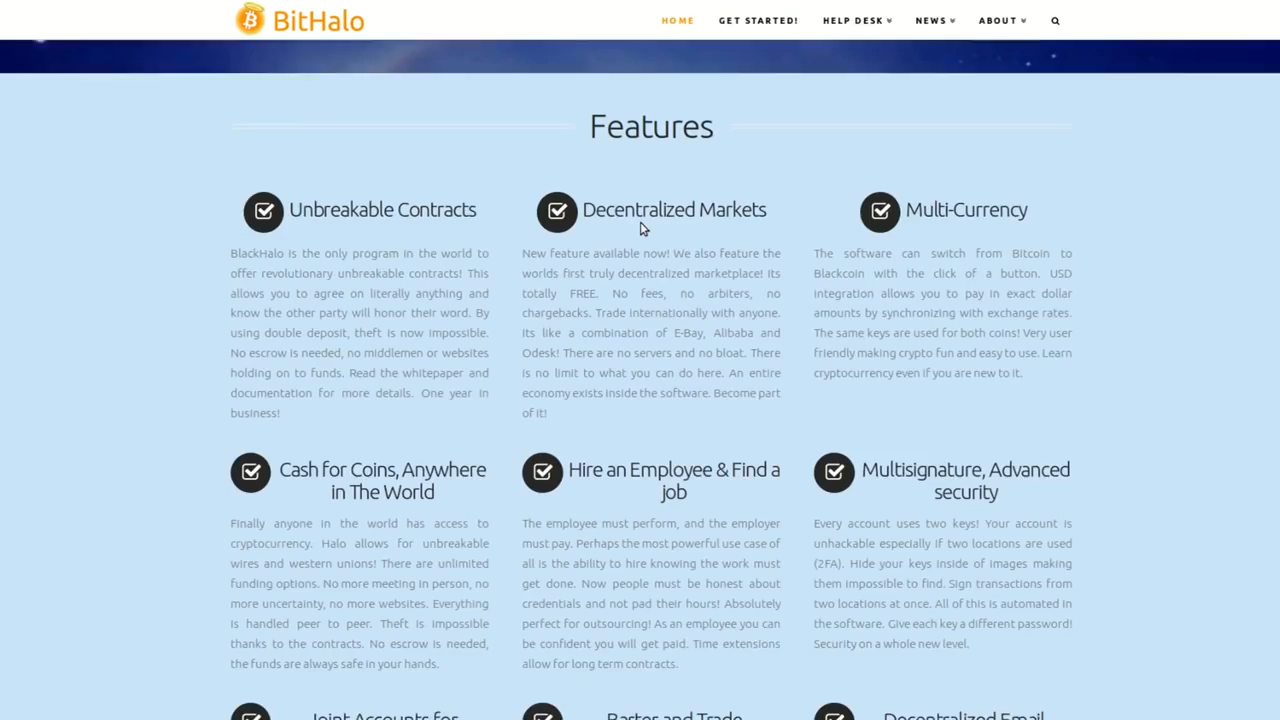 BitHalo
HOME GET STARTED! HELP DESK NEWS ABOUT
Features
Unbreakable Contracts
BlackHalo is the only program in the world to
offer revolutionary unbreakable contracts! This
allows you to agree on literally anything and
know the other party will honor their word. By
using double deposit, theft is now impossible.
No escrow is needed, no middlemen or websites
holding on to funds. Read the whitepaper and
documentation for more details. One year in
business!
Decentralized Markets
New feature available now! We also feature the
worlds first truly decentralized marketplace! Its
totally FREE. No fees, no arbiters, no
chargebacks. Trade internationally with anyone.
Its like a combination of E-Bay, Alibaba and
Odesk! There are no servers and no bloat. There
is no limit to what you can do here. An entire
economy exists inside the software. Become part
of it!
Multi-Currency
The software can switch from Bitcoin to
Blackcoin with the click of a button. USD
integration allows you to pay in exact dollar
amounts by synchronizing with exchange rates.
The same keys are used for both coins! Very user
friendly making crypto fun and easy to use. Learn
cryptocurrency even if you are new to it.
Cash for Coins, Anywhere
in The World
Finally anyone in the world has access to
cryptocurrency. Halo allows for unbreakable
wires and western unions! There are unlimited
funding options. No more meeting in person, no
more uncertainty, no more websites. Everything
is handled peer to peer. Theft is impossible
thanks to the contracts. No escrow is needed,
the funds are always safe in your hands.
Hire an Employee & Find a
job
The employee must perform, and the employer
must pay. Perhaps the most powerful use case of
all is the ability to hire knowing the work must
get done. Now people must be honest about
credentials and not pad their hours! Absolutely
perfect for outsourcing! As an employee you can
be confident you will get paid. Time extensions
allow for long term contracts.
Multisignature, Advanced
security
Every account uses two keys! Your account is
unhackable especially if two locations are used
(2FA). Hide your keys inside of images making
them impossible to find. Sign transactions from
two locations at once. All of this is automated in
the software. Give each key a different password!
Security on a whole new level.
Joint Accounts for
Barter and Trade
Decentralized Email